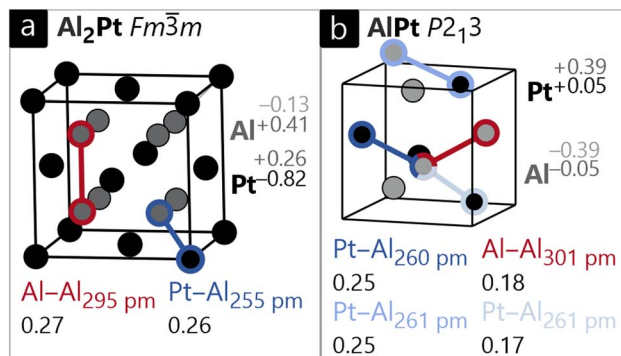 a Al₂Pt Fm3̅m
−0.13
Al+0.41
+0.26
Pt−0.82
Al–Al295 pm Pt–Al255 pm
0.27 0.26
b AlPt P2₁3
+0.39
Pt+0.05
−0.39
Al−0.05
Pt–Al260 pm Al–Al301 pm
0.25 0.18
Pt–Al261 pm Pt–Al261 pm
0.25 0.17